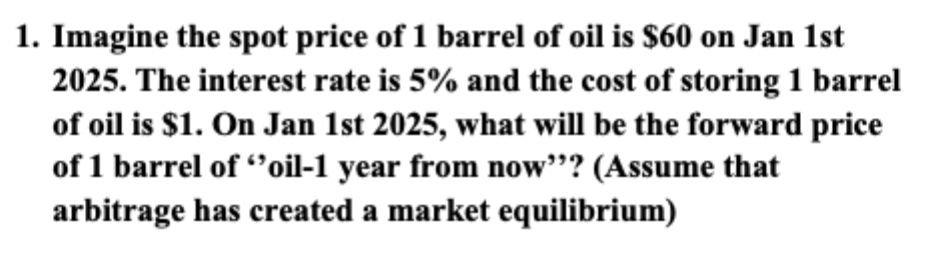 1. Imagine the spot price of 1 barrel of oil is $60 on Jan 1st
2025. The interest rate is 5% and the cost of storing 1 barrel
of oil is $1. On Jan 1st 2025, what will be the forward price
of 1 barrel of ‘’oil-1 year from now’’? (Assume that
arbitrage has created a market equilibrium)